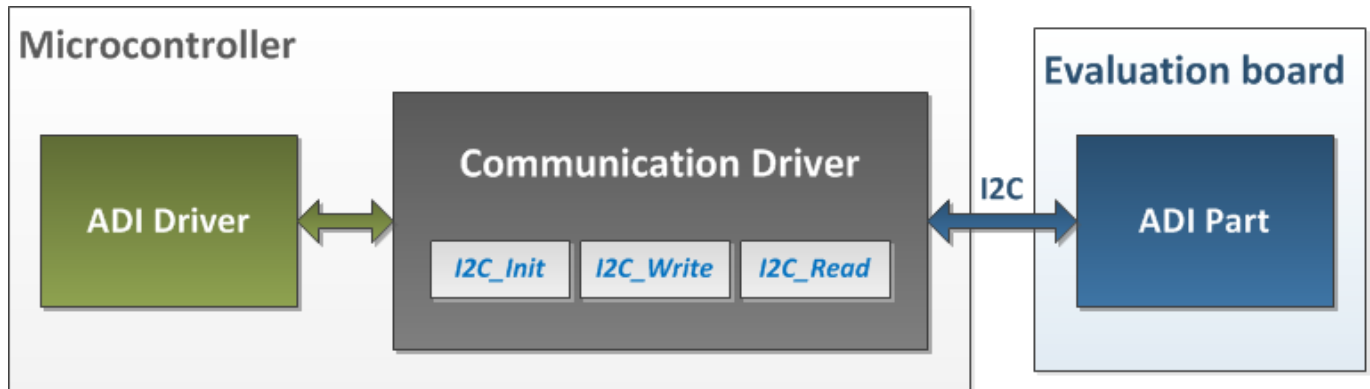 Microcontroller
ADI Driver
Communication Driver
I2C_Init
I2C_Write
I2C_Read
I2C
Evaluation board
ADI Part